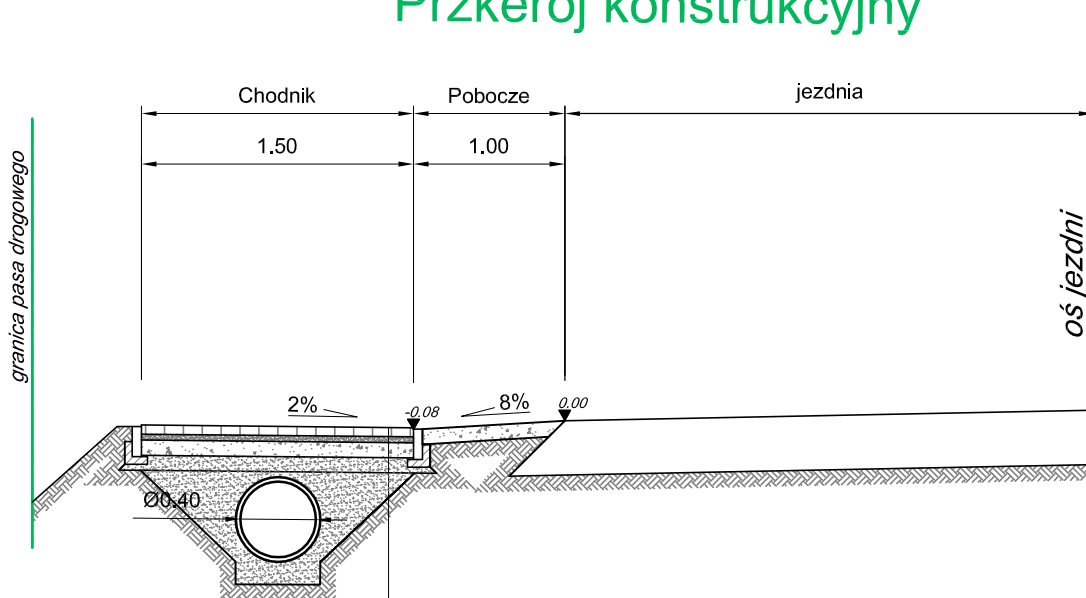 Przkerój konstrukcyjny
Chodnik
Pobocze
jezdnia
1.50
1.00
granica pasa drogowego
oś jezdni
2%
-0.08
8%
0.00
Ø0.40